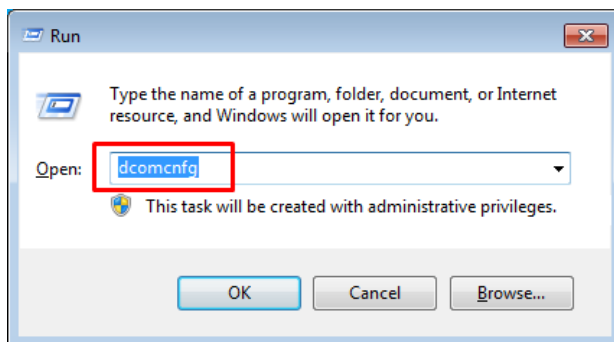 Run
Type the name of a program, folder, document, or Internet
resource, and Windows will open it for you.
Open: dcomcnfg
This task will be created with administrative privileges.
OK Cancel Browse...